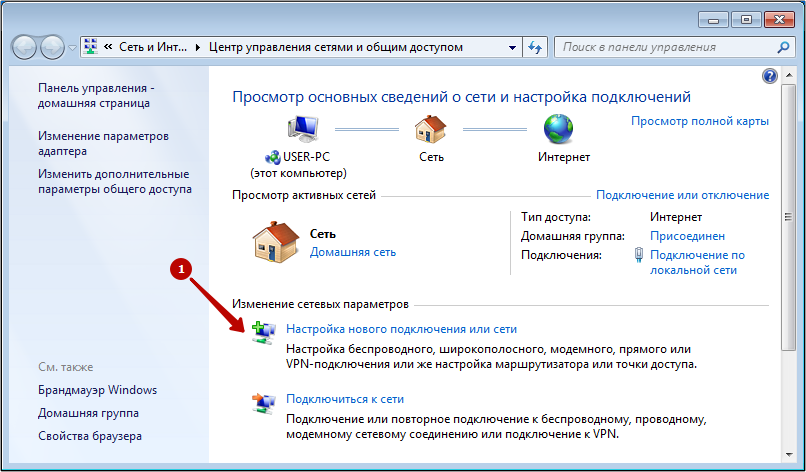 « Сеть и Инт... ▸ Центр управления сетями и общим доступом
Поиск в панели управления
Панель управления -
домашняя страница
Изменение параметров
адаптера
Изменить дополнительные
параметры общего доступа
См. также
Брандмауэр Windows
Домашняя группа
Свойства браузера
Просмотр основных сведений о сети и настройка подключений
Просмотр полной карты
USER-PC
(этот компьютер)
Сеть
Интернет
Просмотр активных сетей
Подключение или отключение
Сеть
Домашняя сеть
Тип доступа: Интернет
Домашняя группа: Присоединен
Подключения: Подключение по
локальной сети
1
Изменение сетевых параметров
Настройка нового подключения или сети
Настройка беспроводного, широкополосного, модемного, прямого или
VPN-подключения или же настройка маршрутизатора или точки доступа.
Подключиться к сети
Подключение или повторное подключение к беспроводному, проводному,
модемному сетевому соединению или подключение к VPN.